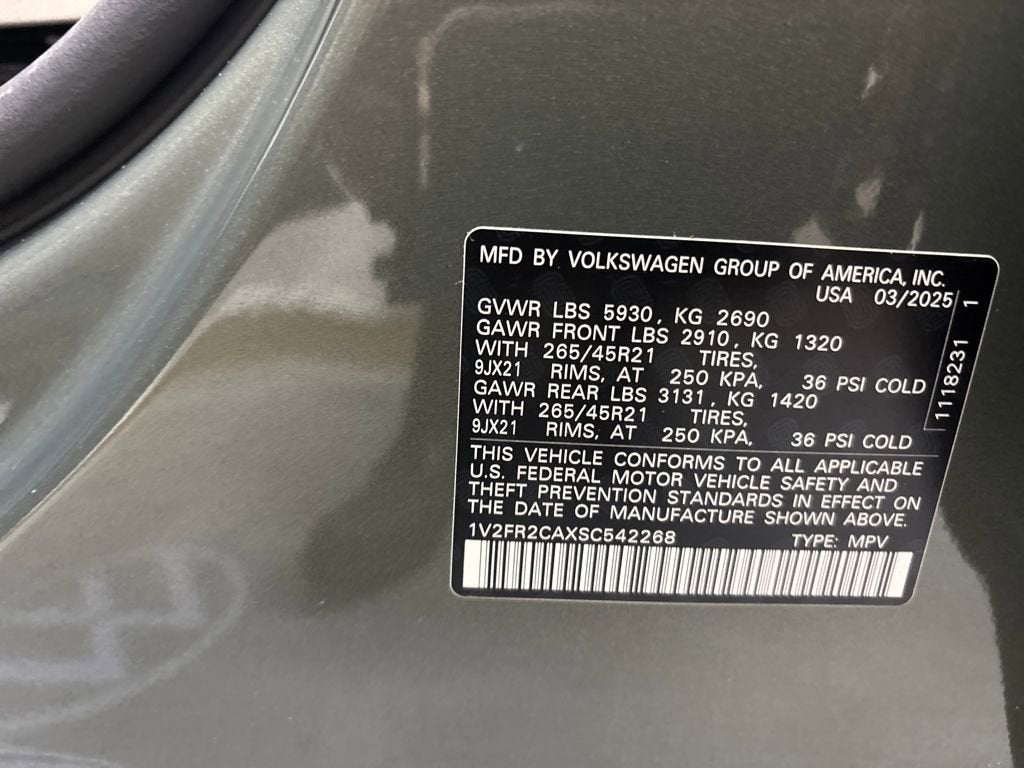 MFD BY VOLKSWAGEN GROUP OF AMERICA, INC.
USA 03/2025
GVWR LBS 5930, KG 2690
GAWR FRONT LBS 2910, KG 1320
WITH 265/45R21 TIRES,
9JX21 RIMS, AT 250 KPA, 36 PSI COLD
GAWR REAR LBS 3131, KG 1420
WITH 265/45R21 TIRES,
9JX21 RIMS, AT 250 KPA, 36 PSI COLD
1118231 1
THIS VEHICLE CONFORMS TO ALL APPLICABLE
U.S. FEDERAL MOTOR VEHICLE SAFETY AND
THEFT PREVENTION STANDARDS IN EFFECT ON
THE DATE OF MANUFACTURE SHOWN ABOVE.
1V2FR2CAXSC542268 TYPE: MPV